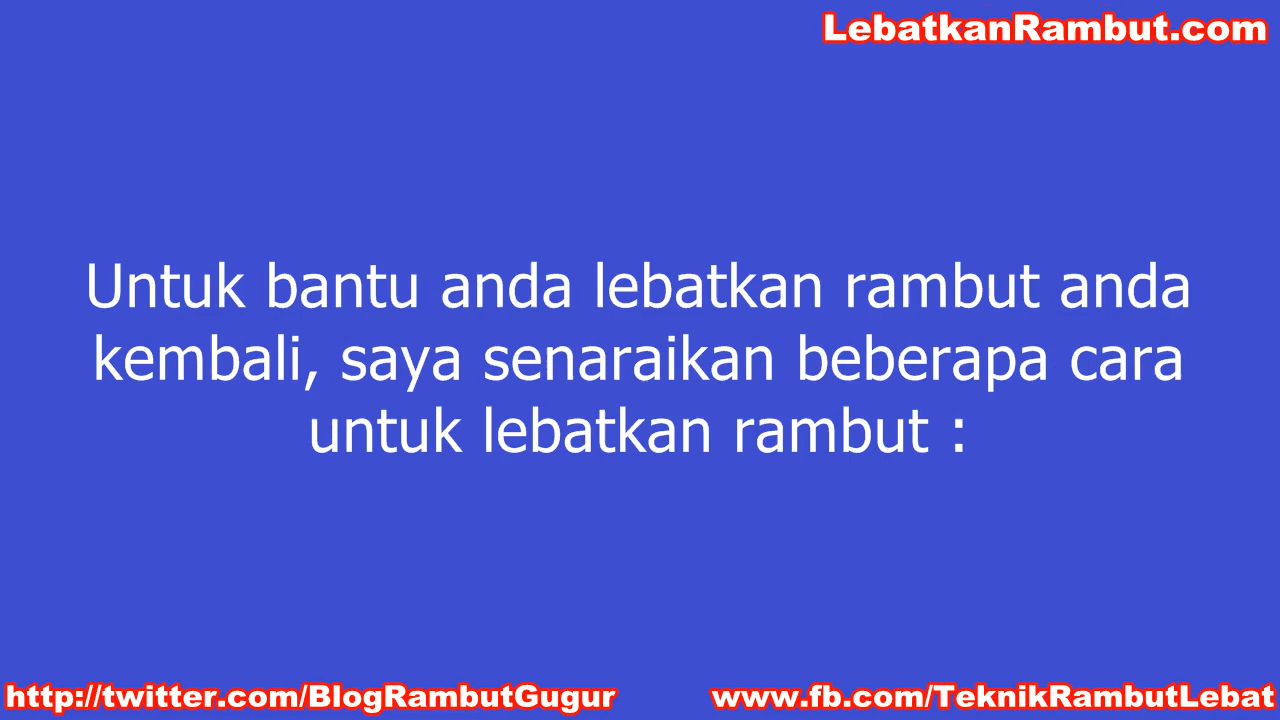 LebatkanRambut.com
Untuk bantu anda lebatkan rambut anda
kembali, saya senaraikan beberapa cara
untuk lebatkan rambut :
http://twitter.com/BlogRambutGugur
www.fb.com/TeknikRambutLebat